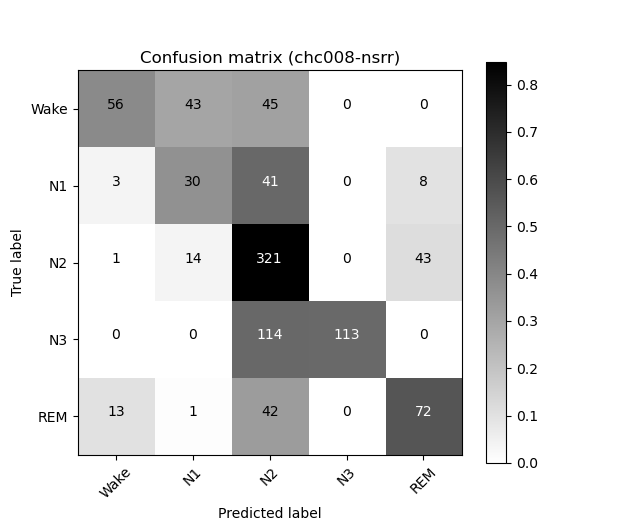 Confusion matrix (chc008-nsrr)
True label
Wake 56 43 45 0 0
N1 3 30 41 0 8
N2 1 14 321 0 43
N3 0 0 114 113 0
REM 13 1 42 0 72
Wake N1 N2 N3 REM
Predicted label
0.8
0.7
0.6
0.5
0.4
0.3
0.2
0.1
0.0